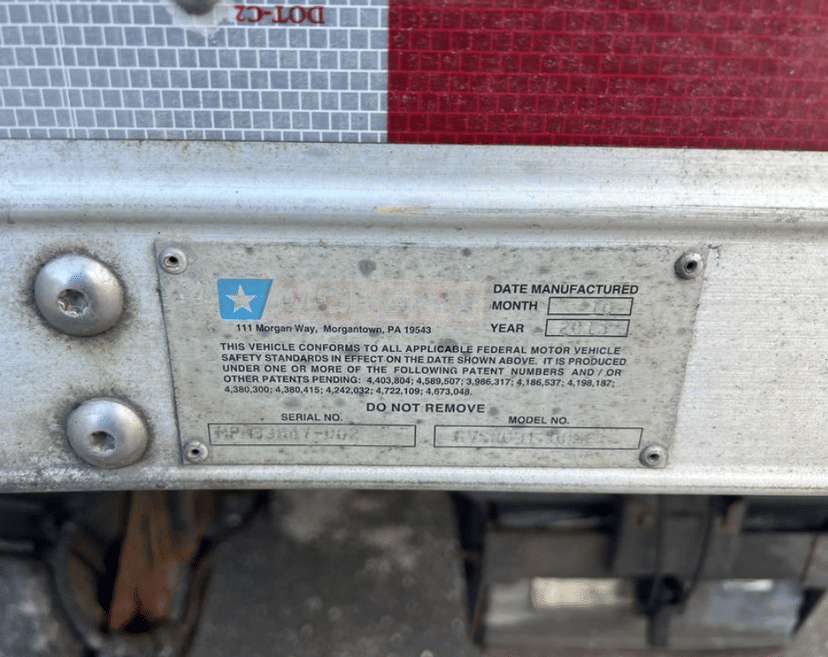 DOT-C2
MORGAN
DATE MANUFACTURED
MONTH 10
YEAR 2013
111 Morgan Way, Morgantown, PA 19543
THIS VEHICLE CONFORMS TO ALL APPLICABLE FEDERAL MOTOR VEHICLE
SAFETY STANDARDS IN EFFECT ON THE DATE SHOWN ABOVE. IT IS PRODUCED
UNDER ONE OR MORE OF THE FOLLOWING PATENT NUMBERS AND / OR
OTHER PATENTS PENDING: 4,403,804; 4,589,507; 3,986,317; 4,186,537; 4,198,187;
4,380,300; 4,380,415; 4,242,032; 4,722,109; 4,673,048.
DO NOT REMOVE
SERIAL NO.
MODEL NO.